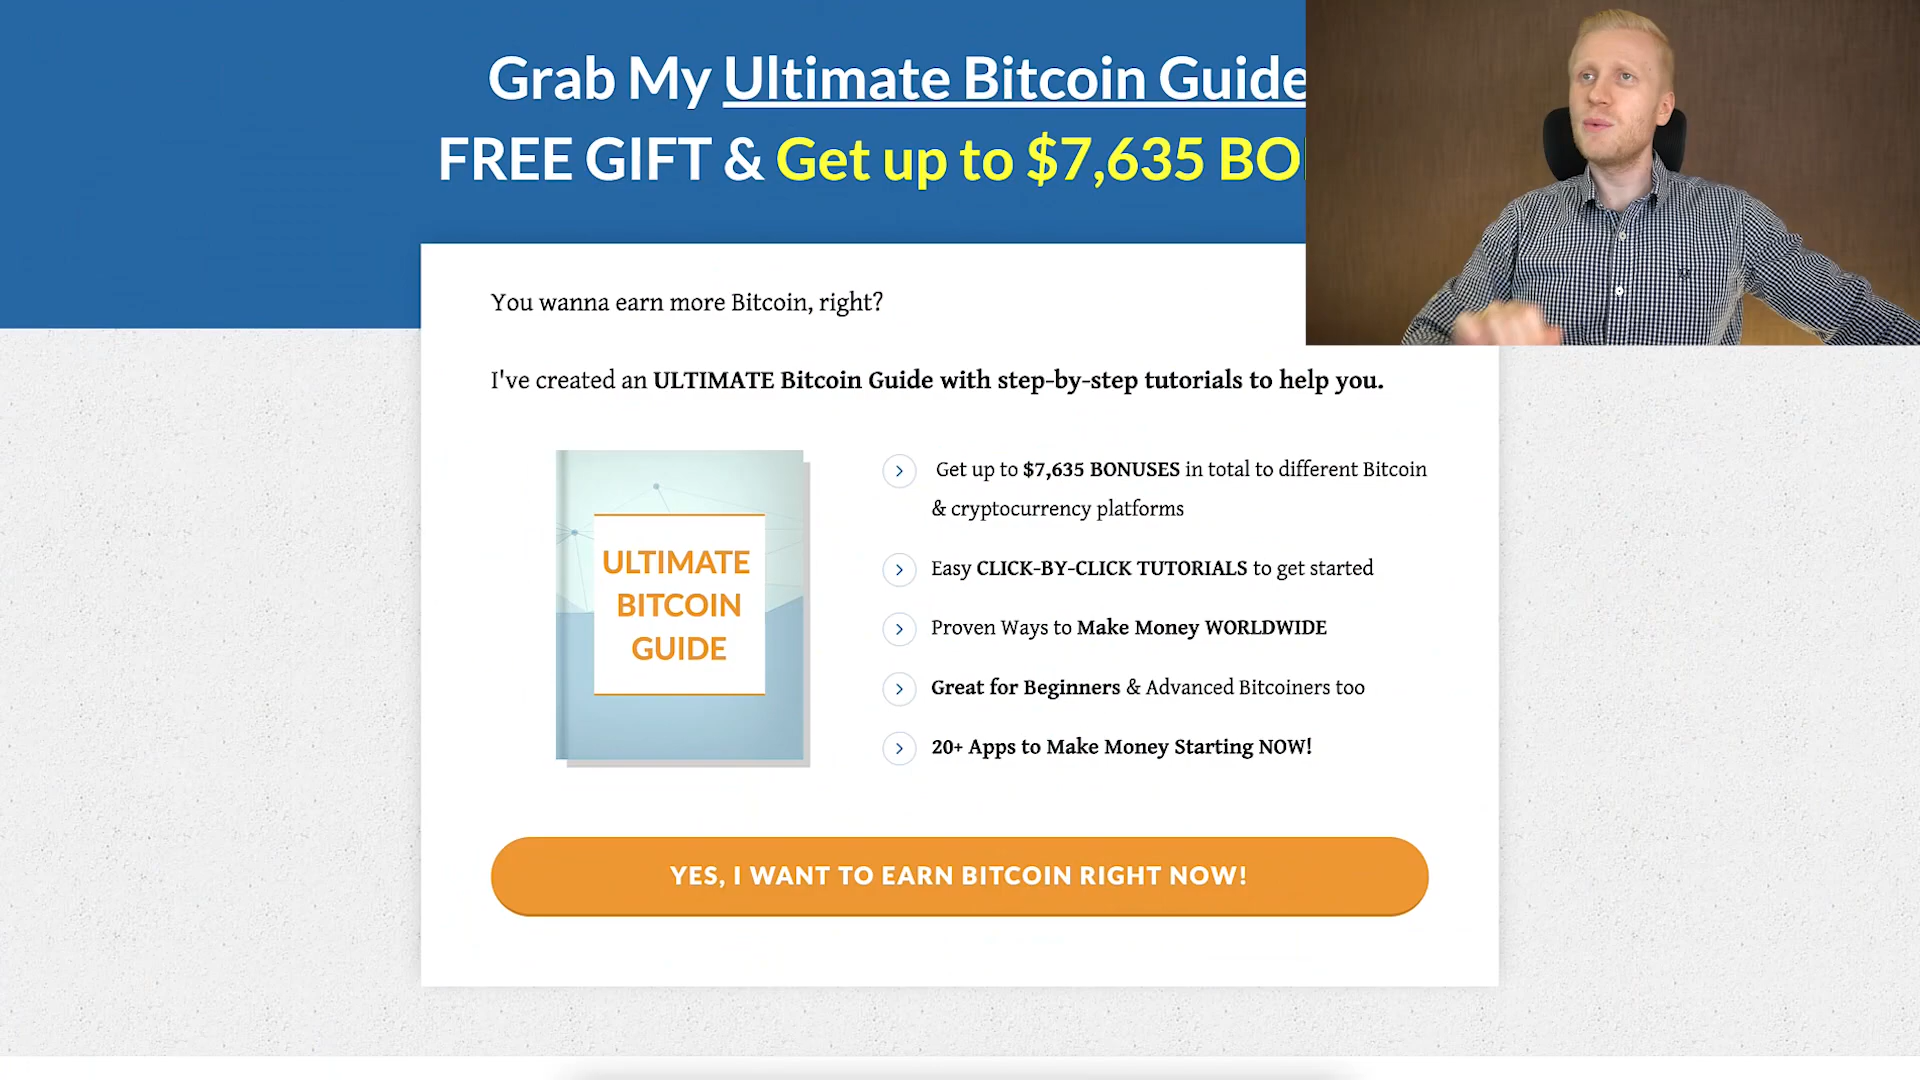 Grab My Ultimate Bitcoin Guide
FREE GIFT & Get up to $7,635
You wanna earn more Bitcoin, right?
I've created an ULTIMATE Bitcoin Guide with step-by-step tutorials to help you.
ULTIMATE
BITCOIN
GUIDE
Get up to $7,635 BONUSES in total to different Bitcoin
& cryptocurrency platforms
Easy CLICK-BY-CLICK TUTORIALS to get started
Proven Ways to Make Money WORLDWIDE
Great for Beginners & Advanced Bitcoiners too
20+ Apps to Make Money Starting NOW!
YES, I WANT TO EARN BITCOIN RIGHT NOW!